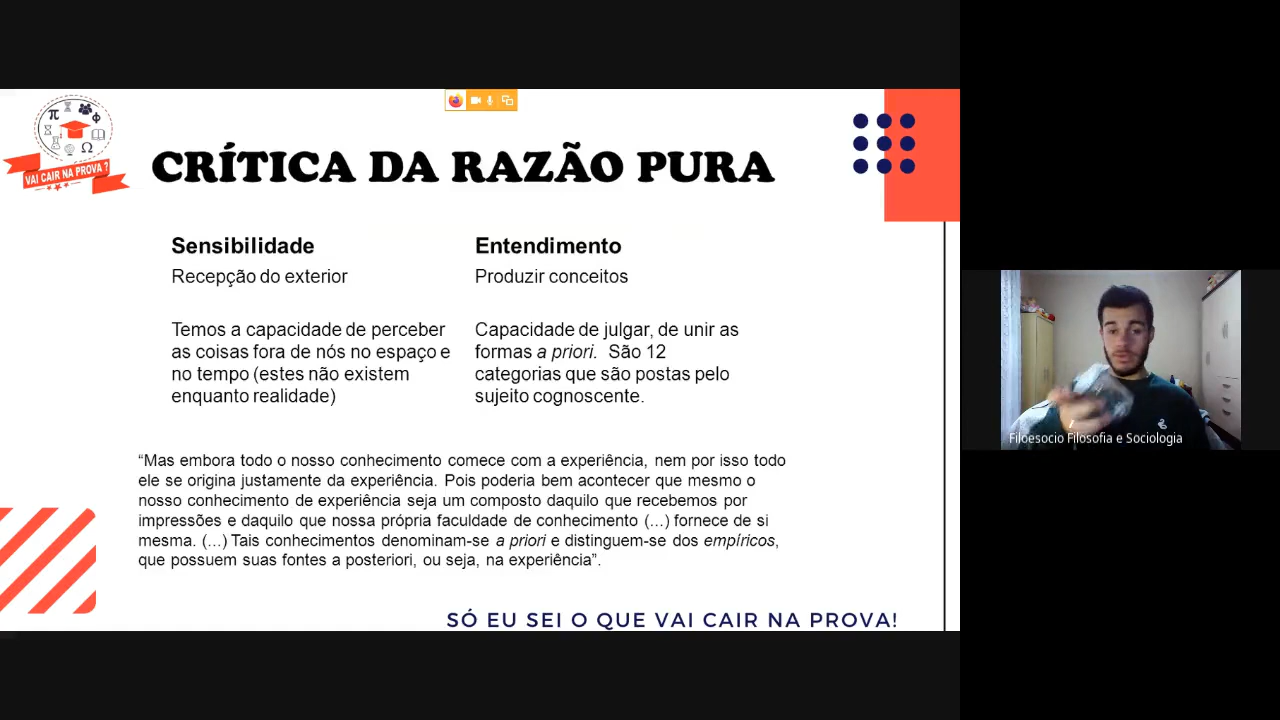 π
Φ
Ω
VAI CAIR NA PROVA ?
CRÍTICA DA RAZÃO PURA
Sensibilidade
Recepção do exterior
Temos a capacidade de perceber
as coisas fora de nós no espaço e
no tempo (estes não existem
enquanto realidade)
Entendimento
Produzir conceitos
Capacidade de julgar, de unir as
formas a priori. São 12
categorias que são postas pelo
sujeito cognoscente.
“Mas embora todo o nosso conhecimento comece com a experiência, nem por isso todo
ele se origina justamente da experiência. Pois poderia bem acontecer que mesmo o
nosso conhecimento de experiência seja um composto daquilo que recebemos por
impressões e daquilo que nossa própria faculdade de conhecimento (...) fornece de si
mesma. (...) Tais conhecimentos denominam-se a priori e distinguem-se dos empíricos,
que possuem suas fontes a posteriori, ou seja, na experiência”.
SÓ EU SEI O QUE VAI CAIR NA PROVA!
Filoesocio Filosofia e Sociologia